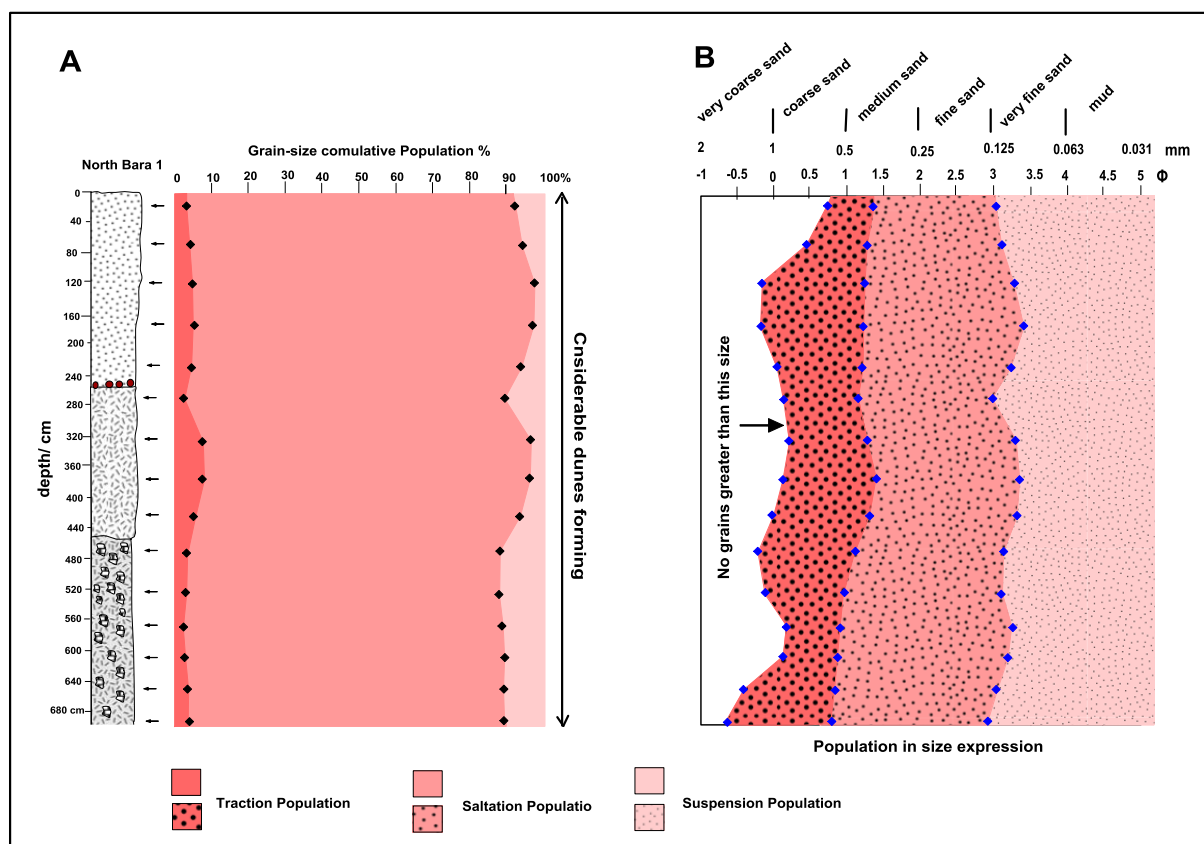 A
North Bara 1
Grain-size comulative Population %
0 10 20 30 40 50 60 70 80 90 100%
depth/ cm
0
40
80
120
160
200
240
280
320
360
400
440
480
520
560
600
640
680 cm
Cnsiderable dunes forming
B
very coarse sand
coarse sand
medium sand
fine sand
very fine sand
mud
2 1 0.5 0.25 0.125 0.063 0.031 mm
-1 -0.5 0 0.5 1 1.5 2 2.5 3 3.5 4 4.5 5 Φ
No grains greater than this size
Population in size expression
Traction Population
Saltation Populatio
Suspension Population